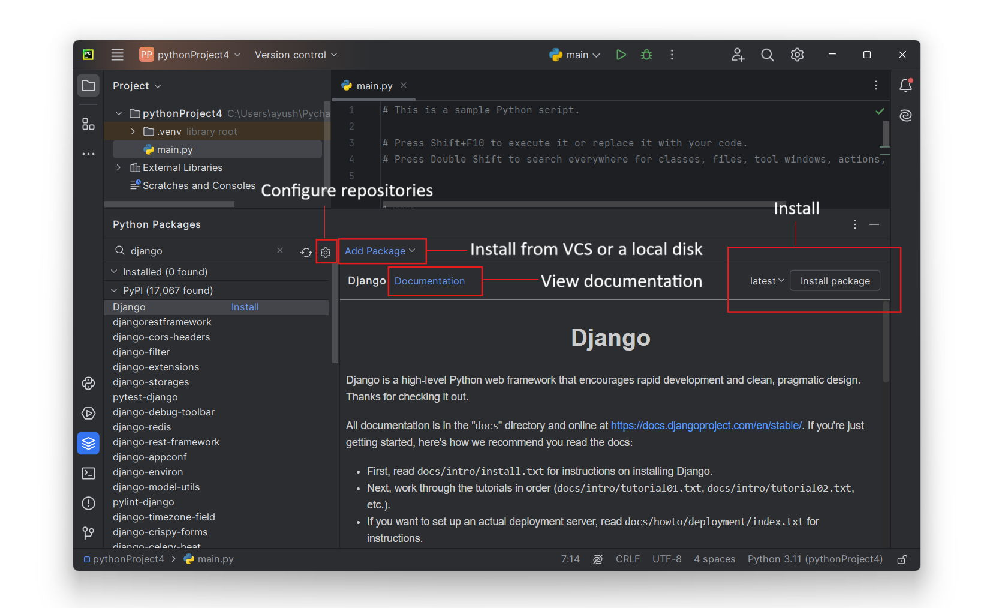 PC
PP pythonProject4 Version control main
Project
main.py
pythonProject4 C:\Users\ayush\Pycha
.venv library root
main.py
External Libraries
Scratches and Consoles
1 # This is a sample Python script.
2
3 # Press Shift+F10 to execute it or replace it with your code.
4 # Press Double Shift to search everywhere for classes, files, tool windows, actions,
5
Configure repositories
Install
Python Packages
django
Add Package
Install from VCS or a local disk
Installed (0 found)
PyPI (17,067 found)
Django Install
djangorestframework
django-cors-headers
django-filter
django-extensions
django-storages
pytest-django
django-debug-toolbar
django-redis
django-rest-framework
django-appconf
django-environ
django-model-utils
pylint-django
django-timezone-field
django-crispy-forms
django-celery-beat
Django Documentation
View documentation
latest Install package
Django
Django is a high-level Python web framework that encourages rapid development and clean, pragmatic design.
Thanks for checking it out.
All documentation is in the "docs" directory and online at https://docs.djangoproject.com/en/stable/. If you're just
getting started, here's how we recommend you read the docs:
• First, read docs/intro/install.txt for instructions on installing Django.
• Next, work through the tutorials in order (docs/intro/tutorial01.txt, docs/intro/tutorial02.txt,
etc.).
• If you want to set up an actual deployment server, read docs/howto/deployment/index.txt for
instructions.
pythonProject4 > main.py
7:14 CRLF UTF-8 4 spaces Python 3.11 (pythonProject4)